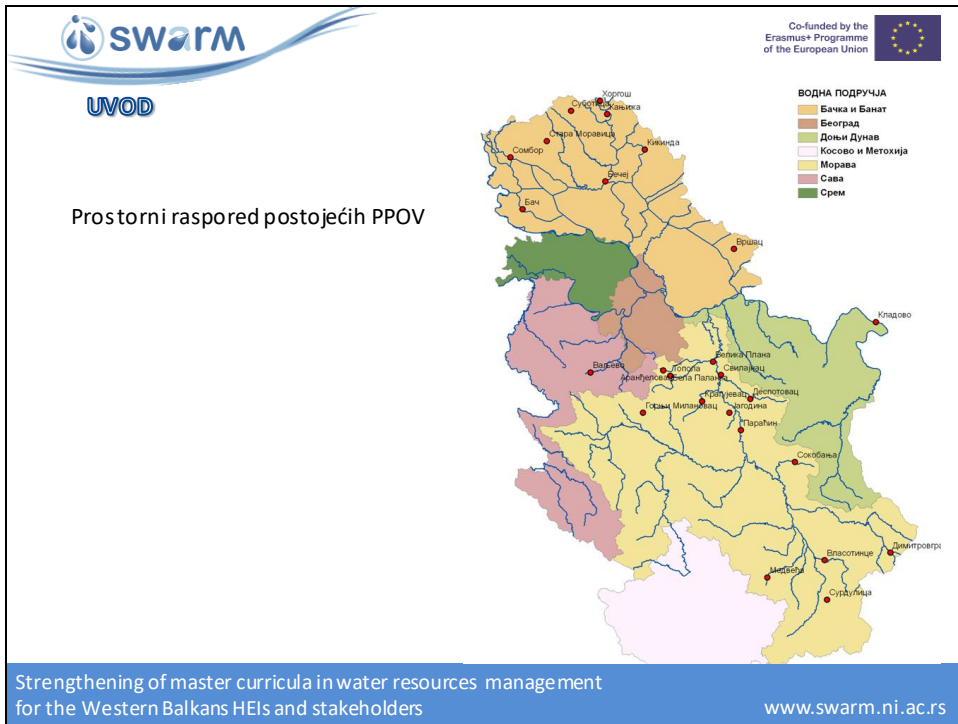 swarm
Co-funded by the
Erasmus+ Programme
of the European Union
UVOD
Prostorni raspored postojećih PPOV
ВОДНА ПОДРУЧЈА
Бачка и Банат
Београд
Доњи Дунав
Косово и Метохија
Морава
Сава
Срем
Хоргош
Суботица
Кањижа
Стара Моравица
Сомбор
Кикинда
Бечеј
Бач
Вршац
Кладово
Велика Плана
Топола
Ваљево
Свилајнац
Аранђеловац
Бела Паланка
Деспотовац
Крагујевац
Горњи Милановац
Јагодина
Параћин
Сокобања
Димитровгра
Власотинце
Медвеђа
Сурдулица
Strengthening of master curricula in water resources management
for the Western Balkans HEIs and stakeholders
www.swarm.ni.ac.rs